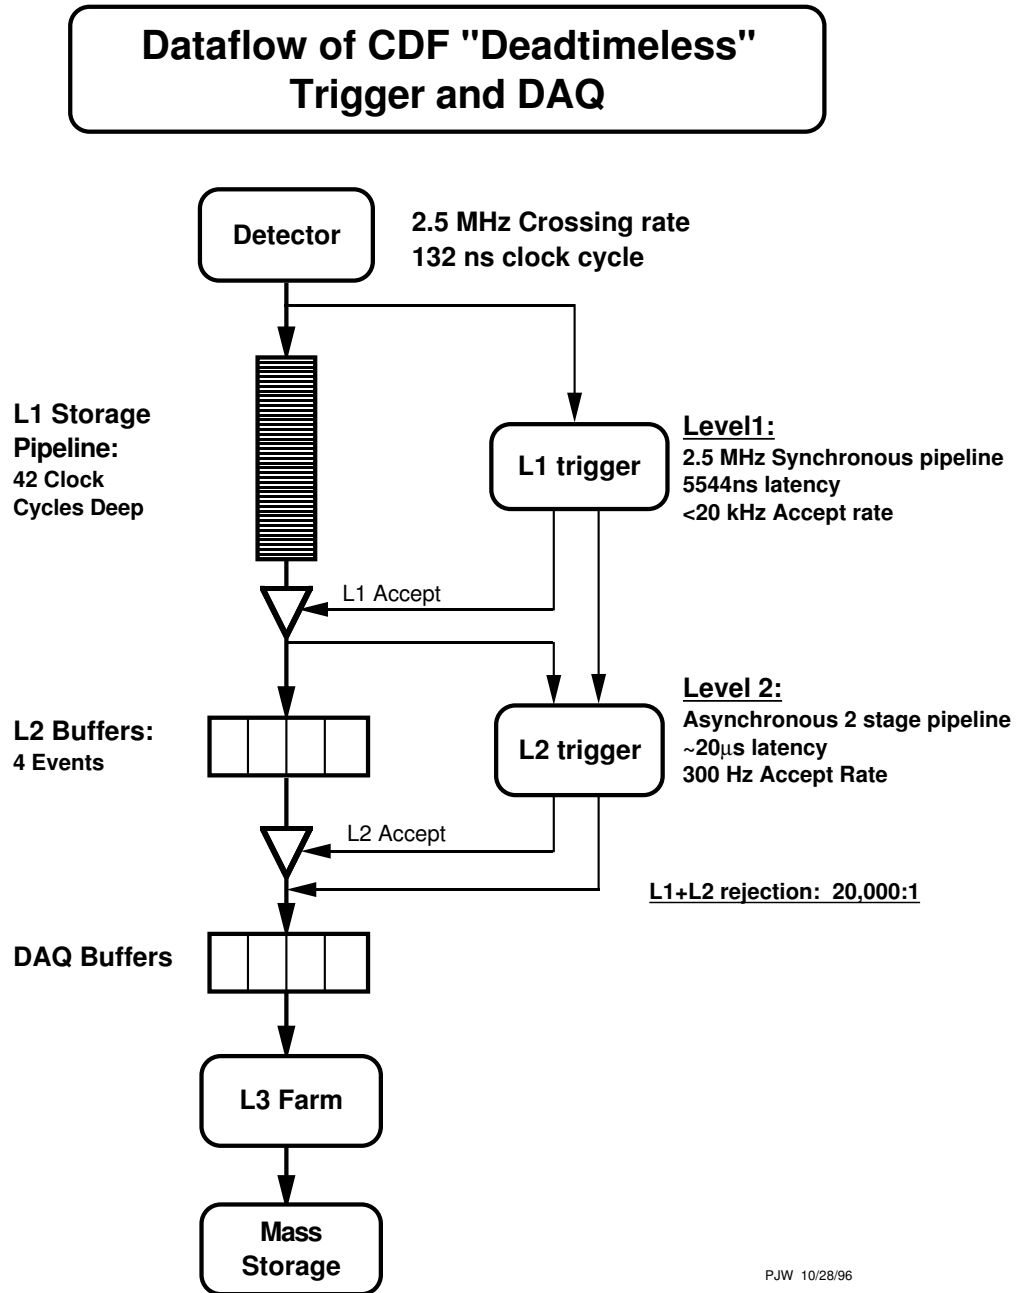 Dataflow of CDF "Deadtimeless"
Trigger and DAQ
Detector
2.5 MHz Crossing rate
132 ns clock cycle
L1 Storage
Pipeline:
42 Clock
Cycles Deep
L1 trigger
Level1:
2.5 MHz Synchronous pipeline
5544ns latency
<20 kHz Accept rate
L1 Accept
L2 Buffers:
4 Events
L2 trigger
Level 2:
Asynchronous 2 stage pipeline
~20μs latency
300 Hz Accept Rate
L2 Accept
L1+L2 rejection: 20,000:1
DAQ Buffers
L3 Farm
Mass
Storage
PJW 10/28/96